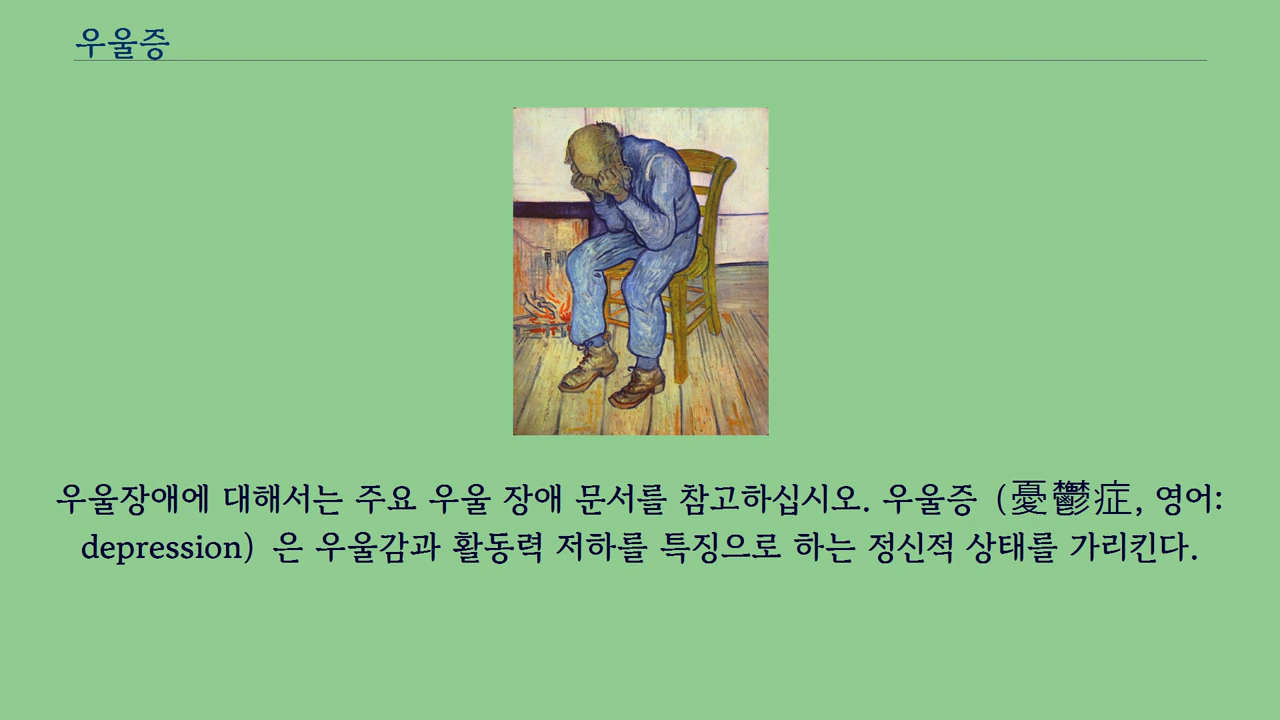 우울증
우울장애에 대해서는 주요 우울 장애 문서를 참고하십시오. 우울증 (憂鬱症, 영어:
depression) 은 우울감과 활동력 저하를 특징으로 하는 정신적 상태를 가리킨다.